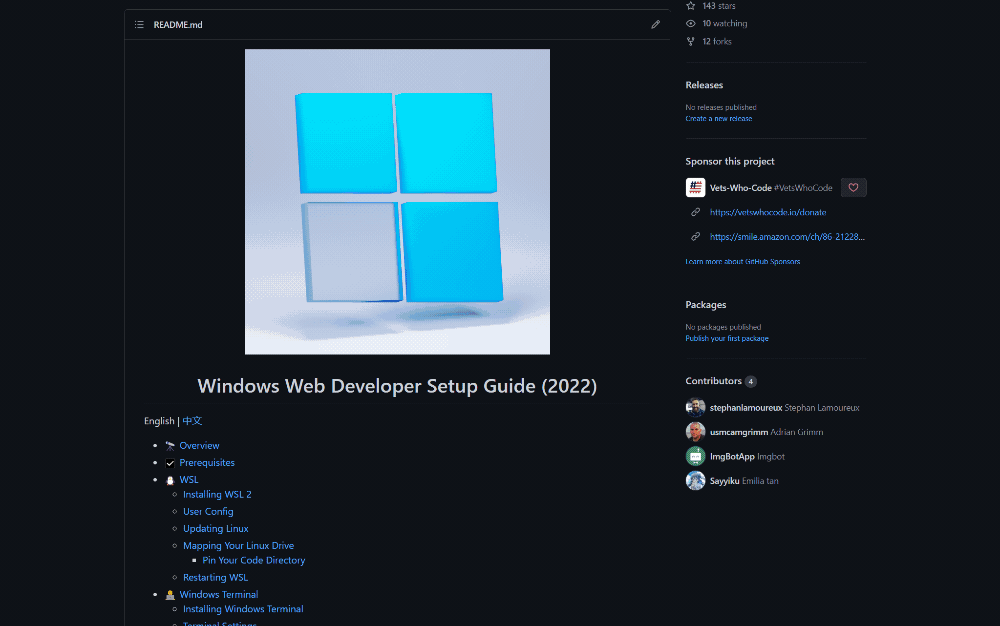 README.md
Windows Web Developer Setup Guide (2022)
English | 中文
Overview
Prerequisites
WSL
Installing WSL 2
User Config
Updating Linux
Mapping Your Linux Drive
Pin Your Code Directory
Restarting WSL
Windows Terminal
Installing Windows Terminal
Terminal Settings
143 stars
10 watching
12 forks
Releases
No releases published
Create a new release
Sponsor this project
Vets-Who-Code #VetsWhoCode
https://vetswhocode.io/donate
https://smile.amazon.com/ch/86-21228...
Learn more about GitHub Sponsors
Packages
No packages published
Publish your first package
Contributors 4
stephanlamoureux Stephan Lamoureux
usmcamgrimm Adrian Grimm
ImgBotApp Imgbot
Sayyiku Emilia tan